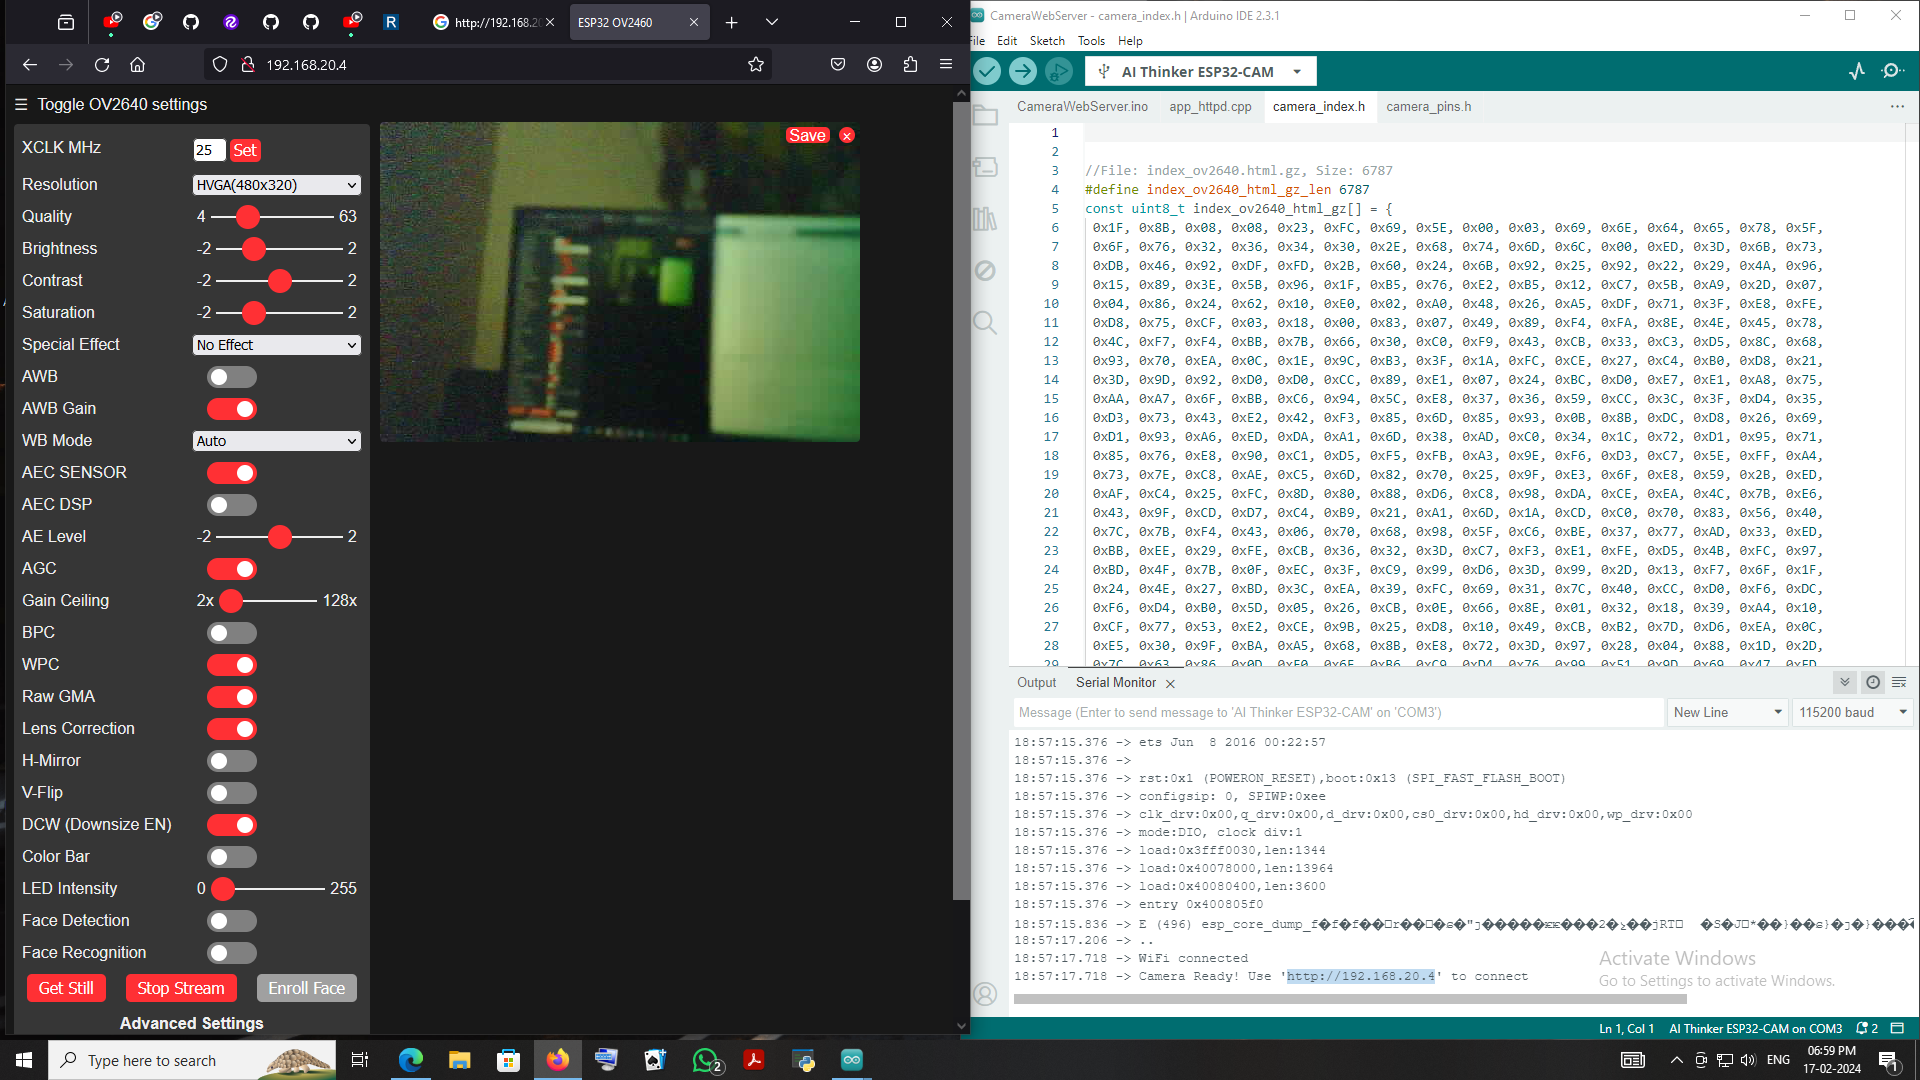 http://192.168.20
ESP32 OV2460
192.168.20.4
Toggle OV2640 settings
XCLK MHz 25 Set
Resolution HVGA(480x320)
Quality 4 63
Brightness -2 2
Contrast -2 2
Saturation -2 2
Special Effect No Effect
AWB
AWB Gain
WB Mode Auto
AEC SENSOR
AEC DSP
AE Level -2 2
AGC
Gain Ceiling 2x 128x
BPC
WPC
Raw GMA
Lens Correction
H-Mirror
V-Flip
DCW (Downsize EN)
Color Bar
LED Intensity 0 255
Face Detection
Face Recognition
Get Still Stop Stream Enroll Face
Advanced Settings
Save
CameraWebServer - camera_index.h | Arduino IDE 2.3.1
File Edit Sketch Tools Help
AI Thinker ESP32-CAM
CameraWebServer.ino app_httpd.cpp camera_index.h camera_pins.h
1
2
3 //File: index_ov2640.html.gz, Size: 6787
4 #define index_ov2640_html_gz_len 6787
5 const uint8_t index_ov2640_html_gz[] = {
6 0x1F, 0x8B, 0x08, 0x08, 0x23, 0xFC, 0x69, 0x5E, 0x00, 0x03, 0x69, 0x6E, 0x64, 0x65, 0x78, 0x5F,
7 0x6F, 0x76, 0x32, 0x36, 0x34, 0x30, 0x2E, 0x68, 0x74, 0x6D, 0x6C, 0x00, 0xED, 0x3D, 0x6B, 0x73,
8 0xDB, 0x46, 0x92, 0xDF, 0xFD, 0x2B, 0x60, 0x24, 0x6B, 0x92, 0x25, 0x92, 0x22, 0x29, 0x4A, 0x96,
9 0x15, 0x89, 0x3E, 0x5B, 0x96, 0x1F, 0xB5, 0x76, 0xE2, 0xB5, 0x12, 0xC7, 0x5B, 0xA9, 0x2D, 0x07,
10 0x04, 0x86, 0x24, 0x62, 0x10, 0xE0, 0x02, 0xA0, 0x48, 0x26, 0xA5, 0xDF, 0x71, 0x3F, 0xE8, 0xFE,
11 0xD8, 0x75, 0xCF, 0x03, 0x18, 0x00, 0x83, 0x07, 0x49, 0x89, 0xF4, 0xFA, 0x8E, 0x4E, 0x45, 0x78,
12 0x4C, 0xF7, 0xF4, 0xBB, 0x7B, 0x66, 0x30, 0xC0, 0xF9, 0x43, 0xCB, 0x33, 0xC3, 0xD5, 0x8C, 0x68,
13 0x93, 0x70, 0xEA, 0x0C, 0x1E, 0x9C, 0xB3, 0x3F, 0x1A, 0xFC, 0xCE, 0x27, 0xC4, 0xB0, 0xD8, 0x21,
14 0x3D, 0x9D, 0x92, 0xD0, 0xD0, 0xCC, 0x89, 0xE1, 0x07, 0x24, 0xBC, 0xD0, 0xE7, 0xE1, 0xA8, 0x75,
15 0xAA, 0xA7, 0x6F, 0xBB, 0xC6, 0x94, 0x5C, 0xE8, 0x37, 0x36, 0x59, 0xCC, 0x3C, 0x3F, 0xD4, 0x35,
16 0xD3, 0x73, 0x43, 0xE2, 0x42, 0xF3, 0x85, 0x6D, 0x85, 0x93, 0x0B, 0x8B, 0xDC, 0xD8, 0x26, 0x69,
17 0xD1, 0x93, 0xA6, 0xED, 0xDA, 0xA1, 0x6D, 0x38, 0xAD, 0xC0, 0x34, 0x1C, 0x72, 0xD1, 0x95, 0x71,
18 0x85, 0x76, 0xE8, 0x90, 0xC1, 0xD5, 0xF5, 0xFB, 0xA3, 0x9E, 0xF6, 0xD3, 0xC7, 0x5E, 0xFF, 0xA4,
19 0x73, 0x7E, 0xC8, 0xAE, 0xC5, 0x6D, 0x82, 0x70, 0x25, 0x9F, 0xE3, 0x6F, 0xE8, 0x59, 0x2B, 0xED,
20 0xAF, 0xC4, 0x25, 0xFC, 0x8D, 0x80, 0x88, 0xD6, 0xC8, 0x98, 0xDA, 0xCE, 0xEA, 0x4C, 0x7B, 0xE6,
21 0x43, 0x9F, 0xCD, 0xD7, 0xC4, 0xB9, 0x21, 0xA1, 0x6D, 0x1A, 0xCD, 0xC0, 0x70, 0x83, 0x56, 0x40,
22 0x7C, 0x7B, 0xF4, 0x43, 0x06, 0x70, 0x68, 0x98, 0x5F, 0xC6, 0xBE, 0x37, 0x77, 0xAD, 0x33, 0xED,
23 0xBB, 0xEE, 0x29, 0xFE, 0xCB, 0x36, 0x32, 0x3D, 0xC7, 0xF3, 0xE1, 0xFE, 0xD5, 0x4B, 0xFC, 0x97,
24 0xBD, 0x4F, 0x7B, 0x0F, 0xEC, 0x3F, 0xC9, 0x99, 0xD6, 0x3D, 0x99, 0x2D, 0x13, 0xF7, 0x6F, 0x1F,
25 0x24, 0x4E, 0x27, 0xBD, 0x3C, 0xEA, 0x39, 0xFC, 0x69, 0x31, 0x7C, 0x40, 0xCC, 0xD0, 0xF6, 0xDC,
26 0xF6, 0xD4, 0xB0, 0x5D, 0x05, 0x26, 0xCB, 0x0E, 0x66, 0x8E, 0x01, 0x32, 0x18, 0x39, 0xA4, 0x10,
27 0xCF, 0x77, 0x53, 0xE2, 0xCE, 0x9B, 0x25, 0xD8, 0x10, 0x49, 0xCB, 0xB2, 0x7D, 0xD6, 0xEA, 0x0C,
28 0xE5, 0x30, 0x9F, 0xBA, 0xA5, 0x68, 0x8B, 0xE8, 0x72, 0x3D, 0x97, 0x28, 0x04, 0x88, 0x1D, 0x2D,
29 0x7C, 0x63, 0x86, 0x0D, 0xF0, 0x6F, 0xB6, 0xC9, 0xD4, 0x76, 0x99, 0x51, 0x9D, 0x69, 0x47, 0xED,
Output Serial Monitor
Message (Enter to send message to 'AI Thinker ESP32-CAM' on 'COM3')
New Line 115200 baud
18:57:15.376 -> ets Jun  8 2016 00:22:57
18:57:15.376 ->
18:57:15.376 -> rst:0x1 (POWERON_RESET),boot:0x13 (SPI_FAST_FLASH_BOOT)
18:57:15.376 -> configsip: 0, SPIWP:0xee
18:57:15.376 -> clk_drv:0x00,q_drv:0x00,d_drv:0x00,cs0_drv:0x00,hd_drv:0x00,wp_drv:0x00
18:57:15.376 -> mode:DIO, clock div:1
18:57:15.376 -> load:0x3fff0030,len:1344
18:57:15.376 -> load:0x40078000,len:13964
18:57:15.376 -> load:0x40080400,len:3600
18:57:15.376 -> entry 0x400805f0
18:57:15.836 -> E (496) esp_core_dump_f
18:57:17.206 -> ..
18:57:17.718 -> WiFi connected
18:57:17.718 -> Camera Ready! Use 'http://192.168.20.4' to connect
Activate Windows
Go to Settings to activate Windows.
Ln 1, Col 1 AI Thinker ESP32-CAM on COM3 2
Type here to search
2
ENG
06:59 PM
17-02-2024
1